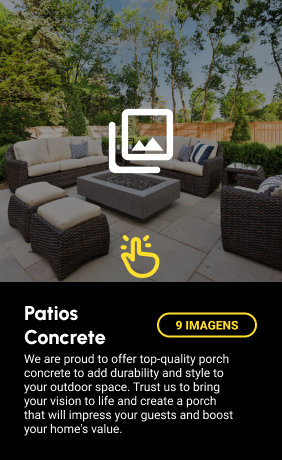 Patios
Concrete
9 IMAGENS
We are proud to offer top-quality porch
concrete to add durability and style to
your outdoor space. Trust us to bring
your vision to life and create a porch
that will impress your guests and boost
your home's value.